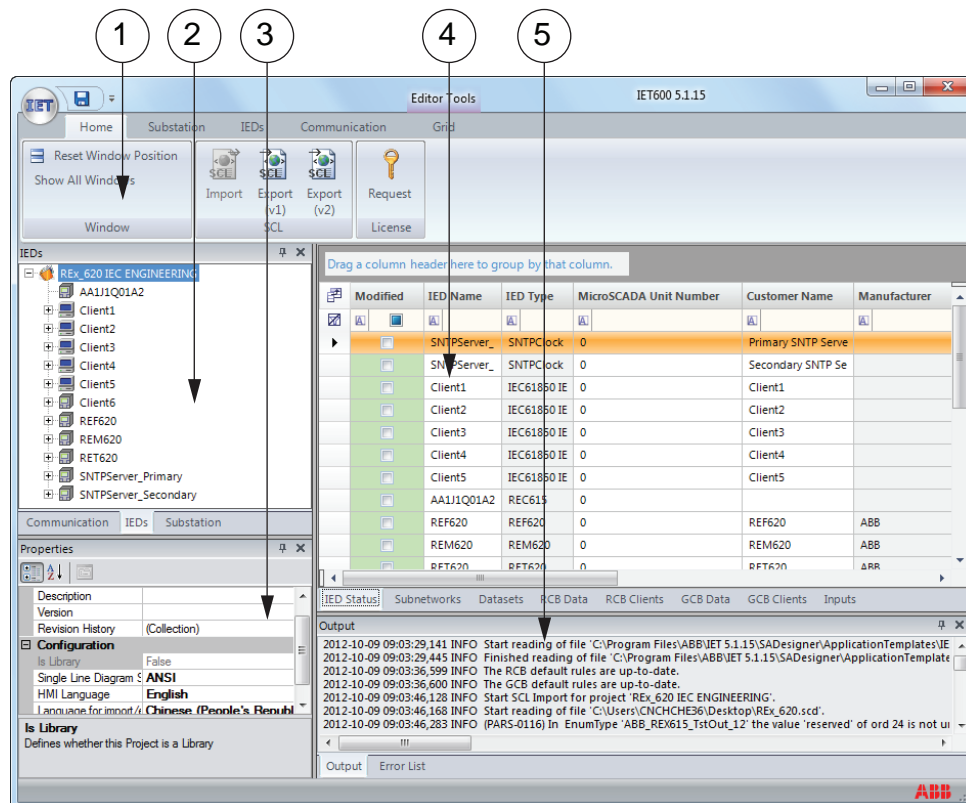 1 2 3 4 5
IET
Editor Tools
IET600 5.1.15
Home Substation IEDs Communication Grid
Reset Window Position
Show All Windows
Import Export (v1) Export (v2) Request
Window SCL License
IEDs
REx_620 IEC ENGINEERING
AA1J1Q01A2
Client1
Client2
Client3
Client4
Client5
Client6
REF620
REM620
RET620
SNTPServer_Primary
SNTPServer_Secondary
Communication IEDs Substation
Properties
Description
Version
Revision History (Collection)
Configuration
Is Library False
Single Line Diagram S ANSI
HMI Language English
Language for import/e Chinese (People's Republ
Is Library
Defines whether this Project is a Library
Drag a column header here to group by that column.
Modified IED Name IED Type MicroSCADA Unit Number Customer Name Manufacturer
SNTPServer_ SNTPClock 0 Primary SNTP Serve
SNTPServer_ SNTPClock 0 Secondary SNTP Se
Client1 IEC61850 IE 0 Client1
Client2 IEC61850 IE 0 Client2
Client3 IEC61850 IE 0 Client3
Client4 IEC61850 IE 0 Client4
Client5 IEC61850 IE 0 Client5
AA1J1Q01A2 REC615 0
REF620 REF620 0 REF620 ABB
REM620 REM620 0 REM620 ABB
RET620 RET620 0 RET620 ABB
IED Status Subnetworks Datasets RCB Data RCB Clients GCB Data GCB Clients Inputs
Output
2012-10-09 09:03:29,141 INFO Start reading of file 'C:\Program Files\ABB\IET 5.1.15\SADesigner\ApplicationTemplates\IE
2012-10-09 09:03:29,445 INFO Finished reading of file 'C:\Program Files\ABB\IET 5.1.15\SADesigner\ApplicationTemplate
2012-10-09 09:03:36,599 INFO The RCB default rules are up-to-date.
2012-10-09 09:03:36,600 INFO The GCB default rules are up-to-date.
2012-10-09 09:03:46,128 INFO Start SCL Import for project 'REx_620 IEC ENGINEERING'.
2012-10-09 09:03:46,168 INFO Start reading of file 'C:\Users\CNCHCHE36\Desktop\REx_620.scd'.
2012-10-09 09:03:46,283 INFO (PARS-0116) In EnumType 'ABB_REX615_TstOut_12' the value 'reserved' of ord 24 is not u
Output Error List
ABB